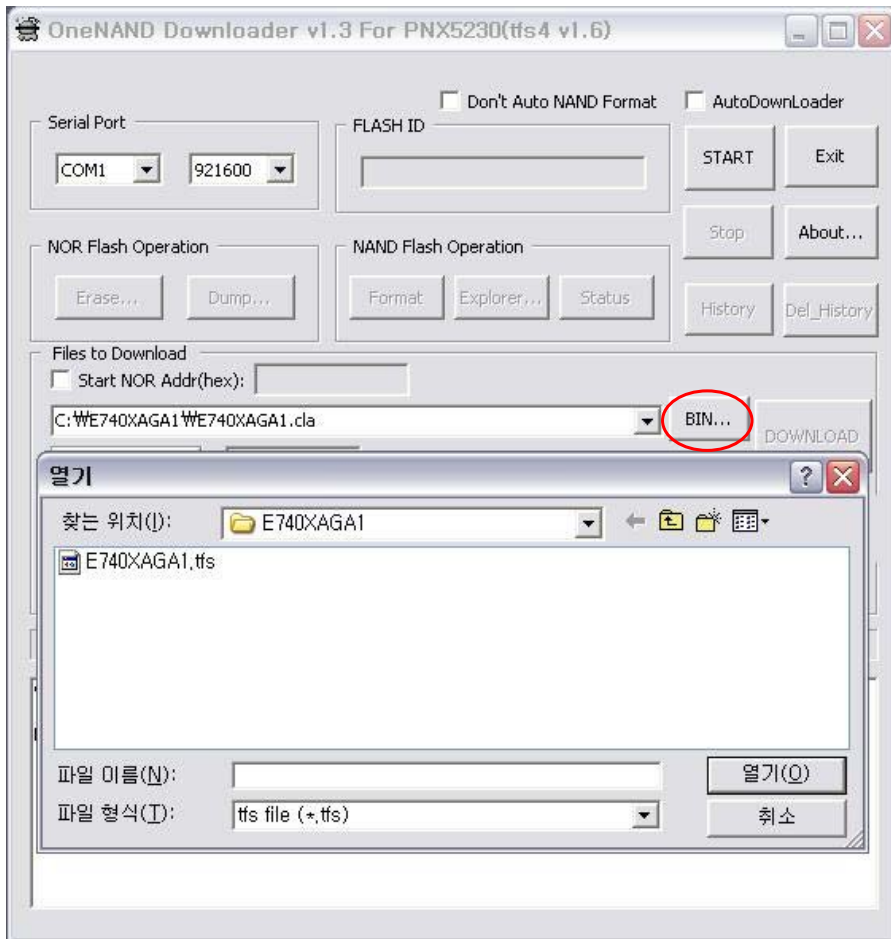 OneNAND Downloader v1.3 For PNX5230(tfs4 v1.6)
Don't Auto NAND Format
AutoDownLoader
Serial Port
FLASH ID
COM1
921600
START
Exit
Stop
About...
NOR Flash Operation
NAND Flash Operation
Erase...
Dump...
Format
Explorer...
Status
History
Del_History
Files to Download
Start NOR Addr(hex):
C:₩E740XAGA1₩E740XAGA1.cla
BIN...
DOWNLOAD
열기
찾는 위치(I):
E740XAGA1
E740XAGA1.tfs
파일 이름(N):
열기(O)
파일 형식(T):
tfs file (*.tfs)
취소